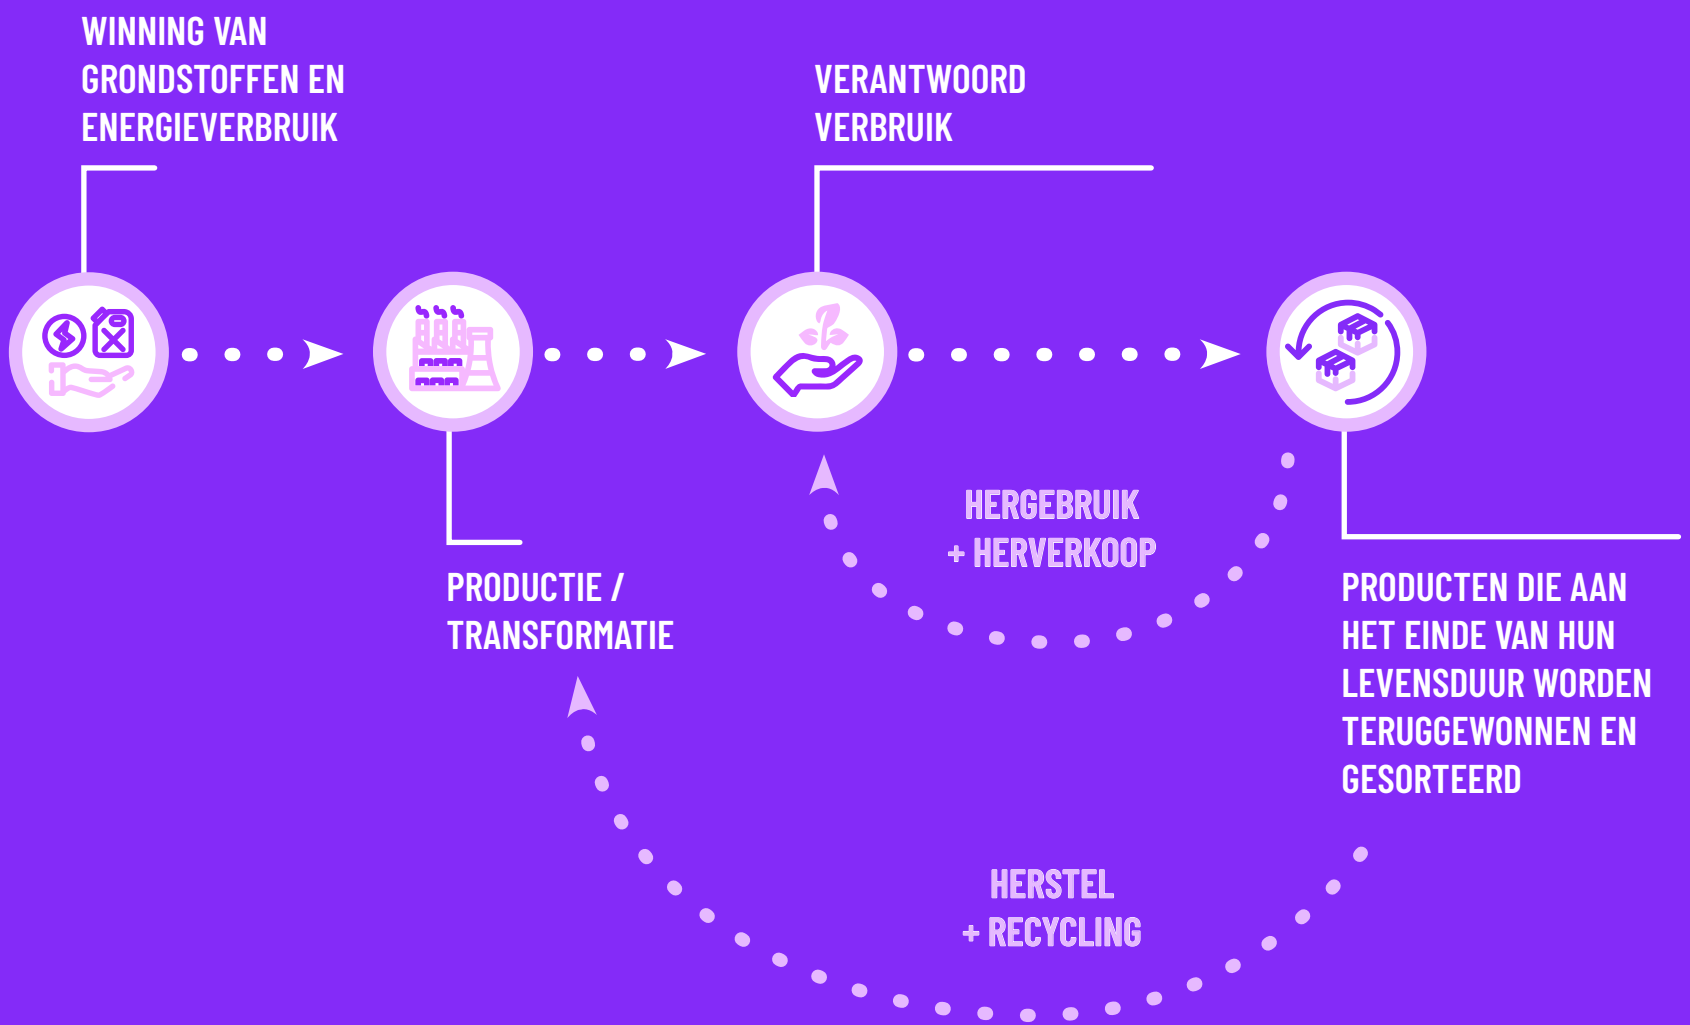 WINNING VAN
GRONDSTOFFEN EN
ENERGIEVERBRUIK
VERANTWOORD
VERBRUIK
HERGEBRUIK
+ HERVERKOOP
PRODUCTIE /
TRANSFORMATIE
PRODUCTEN DIE AAN
HET EINDE VAN HUN
LEVENSDUUR WORDEN
TERUGGEWONNEN EN
GESORTEERD
HERSTEL
+ RECYCLING